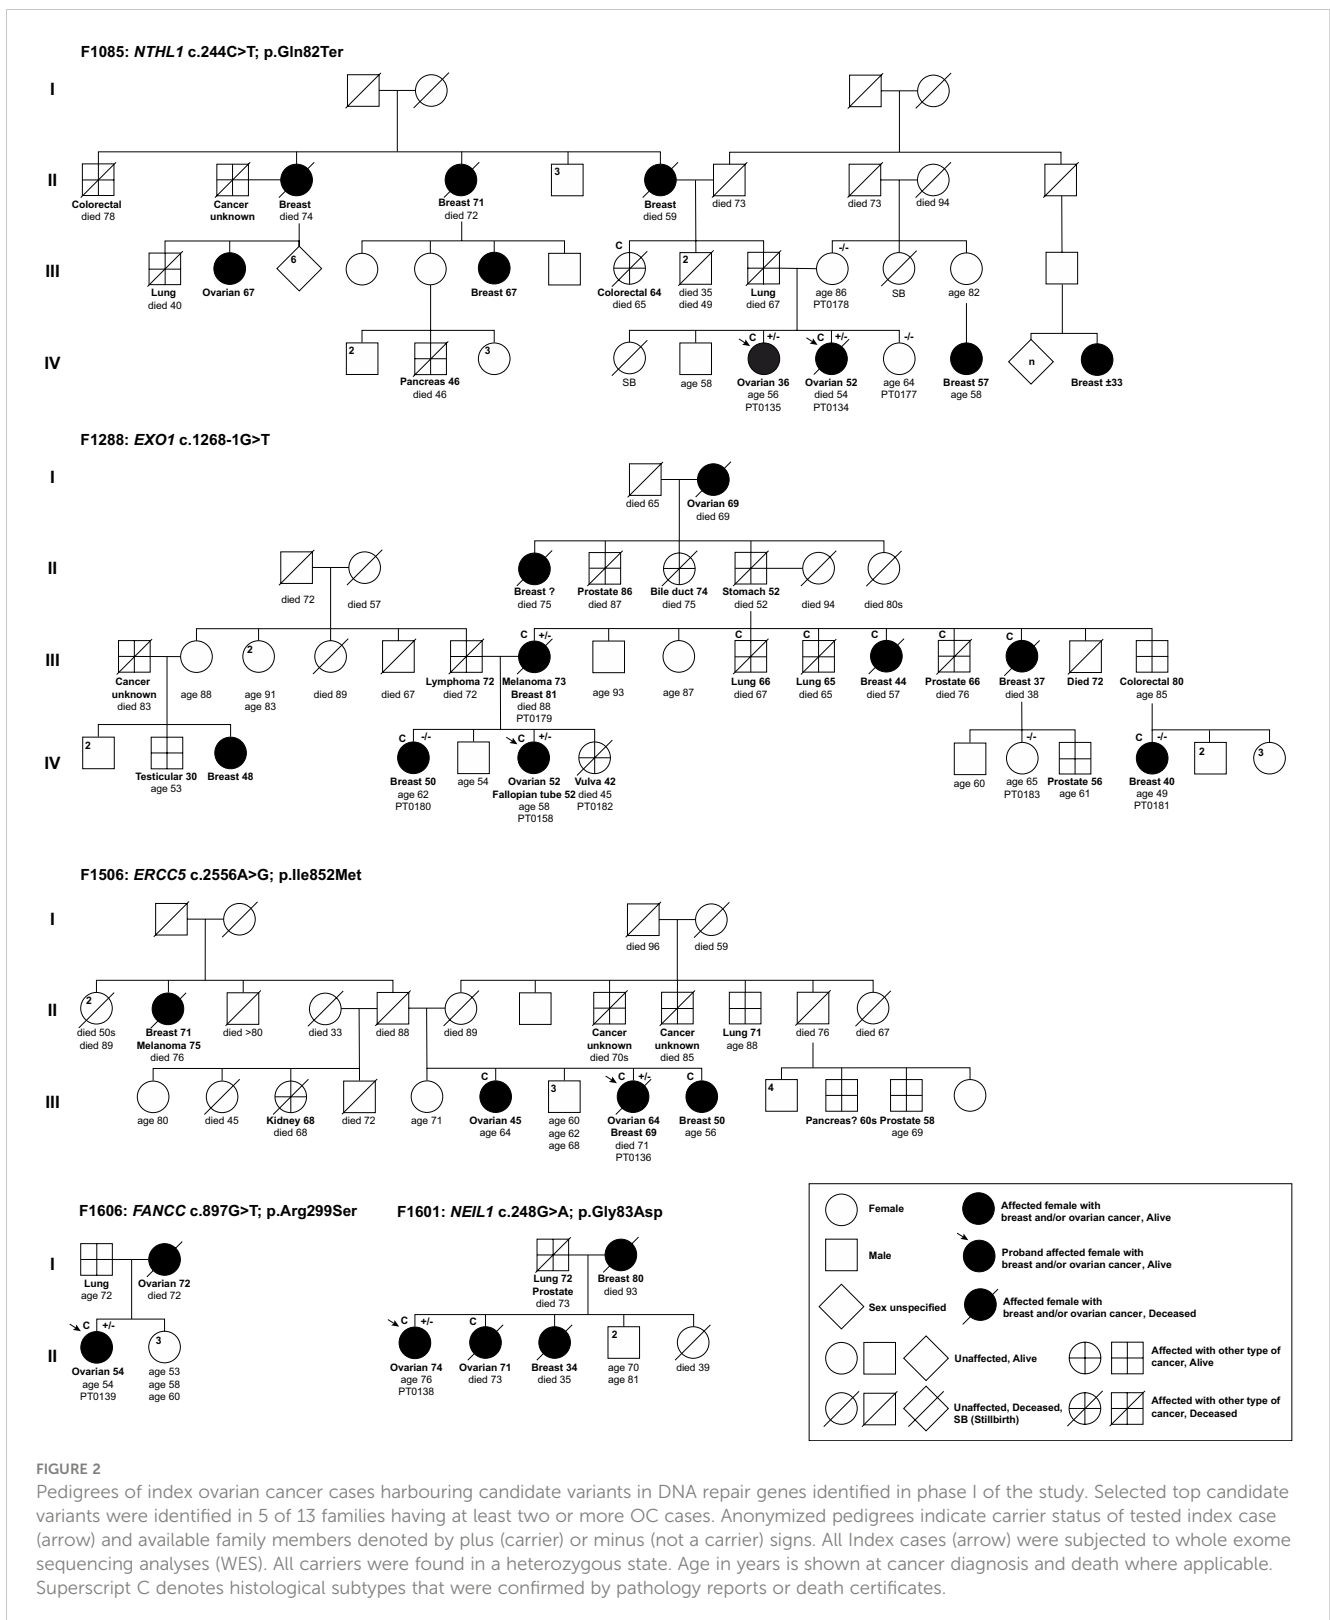 F1085: NTHL1 c.244C>T; p.Gln82Ter
I
II
3
Colorectal
died 78
Cancer
unknown
Breast
died 74
Breast 71
died 72
Breast
died 59
died 73
died 73
died 94
III
6
C
2
-/-
Lung
died 40
Ovarian 67
Breast 67
Colorectal 64
died 65
died 35
died 49
Lung
died 67
age 86
PT0178
SB
age 82
IV
2
3
C +/-
C +/-
-/-
n
Pancreas 46
died 46
SB
age 58
Ovarian 36
age 56
PT0135
Ovarian 52
died 54
PT0134
age 64
PT0177
Breast 57
age 58
Breast ±33
F1288: EXO1 c.1268-1G>T
I
died 65
Ovarian 69
died 69
II
died 72
died 57
Breast ?
died 75
Prostate 86
died 87
Bile duct 74
died 75
Stomach 52
died 52
died 94
died 80s
III
2
C +/-
C
C
C
C
C
C
Cancer
unknown
died 83
age 88
age 91
age 83
died 89
died 67
Lymphoma 72
died 72
Melanoma 73
Breast 81
died 88
PT0179
age 93
age 87
Lung 66
died 67
Lung 65
died 65
Breast 44
died 57
Prostate 66
died 76
Breast 37
died 38
Died 72
Colorectal 80
age 85
IV
2
C -/-
C +/-
-/-
C -/-
2
3
Testicular 30
age 53
Breast 48
Breast 50
age 62
PT0180
age 54
Ovarian 52
Fallopian tube 52
age 58
PT0158
Vulva 42
died 45
PT0182
age 60
age 65
PT0183
Prostate 56
age 61
Breast 40
age 49
PT0181
F1506: ERCC5 c.2556A>G; p.Ile852Met
I
died 96
died 59
II
2
died 50s
died 89
Breast 71
Melanoma 75
died 76
died >80
died 33
died 88
died 89
Cancer
unknown
died 70s
Cancer
unknown
died 85
Lung 71
age 88
died 76
died 67
III
C
3
C +/-
C
4
age 80
died 45
Kidney 68
died 68
died 72
age 71
Ovarian 45
age 64
age 60
age 62
age 68
Ovarian 64
Breast 69
died 71
PT0136
Breast 50
age 56
Pancreas? 60s
Prostate 58
age 69
F1606: FANCC c.897G>T; p.Arg299Ser
I
Lung
age 72
Ovarian 72
died 72
II
C +/-
3
Ovarian 54
age 54
PT0139
age 53
age 58
age 60
F1601: NEIL1 c.248G>A; p.Gly83Asp
Lung 72
Prostate
died 73
Breast 80
died 93
C +/-
C
2
Ovarian 74
age 76
PT0138
Ovarian 71
died 73
Breast 34
died 35
age 70
age 81
died 39
Female
Affected female with
breast and/or ovarian cancer, Alive
Male
Proband affected female with
breast and/or ovarian cancer, Alive
Sex unspecified
Affected female with
breast and/or ovarian cancer, Deceased
Unaffected, Alive
Affected with other type of
cancer, Alive
Unaffected, Deceased,
SB (Stillbirth)
Affected with other type of
cancer, Deceased
FIGURE 2
Pedigrees of index ovarian cancer cases harbouring candidate variants in DNA repair genes identified in phase I of the study. Selected top candidate
variants were identified in 5 of 13 families having at least two or more OC cases. Anonymized pedigrees indicate carrier status of tested index case
(arrow) and available family members denoted by plus (carrier) or minus (not a carrier) signs. All Index cases (arrow) were subjected to whole exome
sequencing analyses (WES). All carriers were found in a heterozygous state. Age in years is shown at cancer diagnosis and death where applicable.
Superscript C denotes histological subtypes that were confirmed by pathology reports or death certificates.